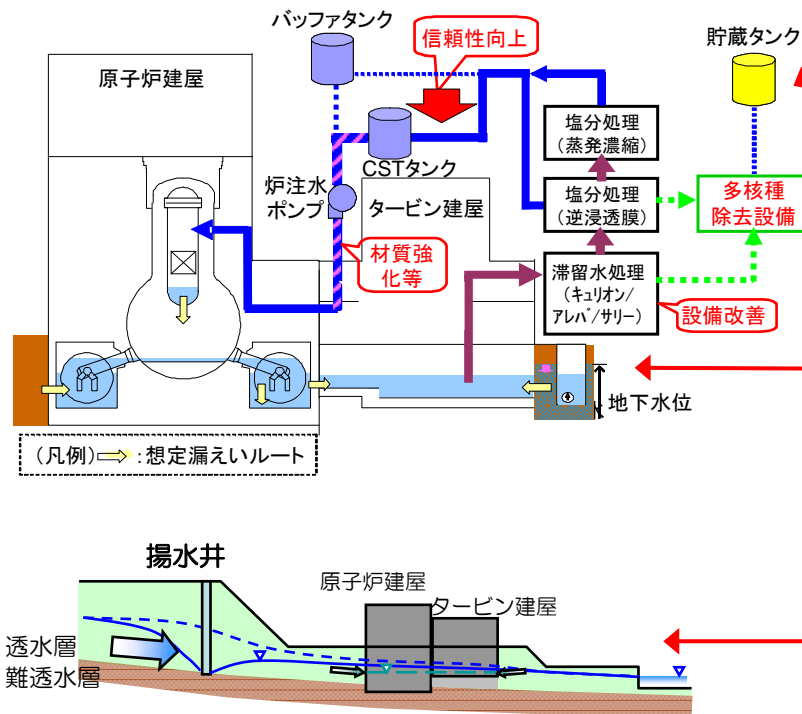 バッファタンク
信頼性向上
貯蔵タンク
原子炉建屋
塩分処理
(蒸発濃縮)
CSTタンク
炉注水
ポンプ
タービン建屋
塩分処理
(逆浸透膜)
多核種
除去設備
材質強
化等
滞留水処理
(キュリオン/
アレバ/サリー)
設備改善
地下水位
(凡例) :想定漏えいルート
揚水井
原子炉建屋
タービン建屋
透水層
難透水層